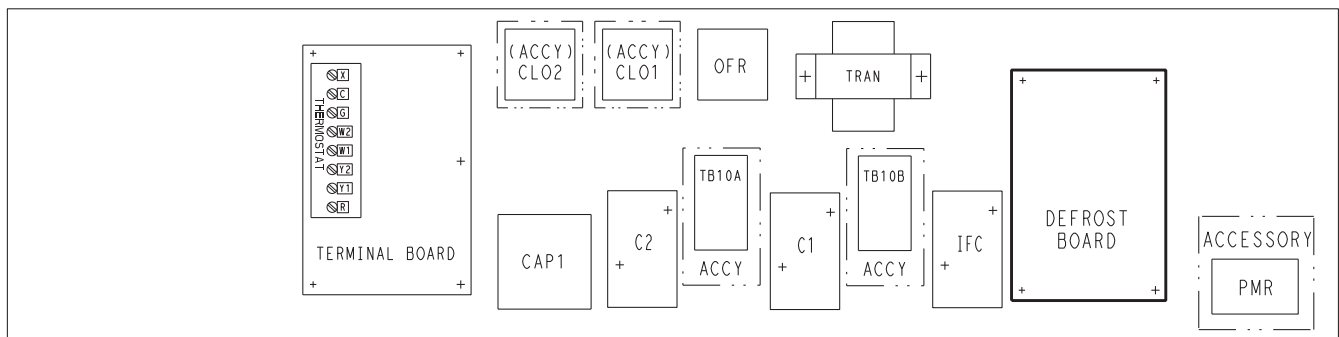 X
C
G
W2
W1
Y2
Y1
R
THERMOSTAT
TERMINAL BOARD
(ACCY)
CLO2
(ACCY)
CLO1
OFR
TRAN
CAP1
C2
TB10A
ACCY
C1
TB10B
ACCY
IFC
DEFROST
BOARD
ACCESSORY
PMR